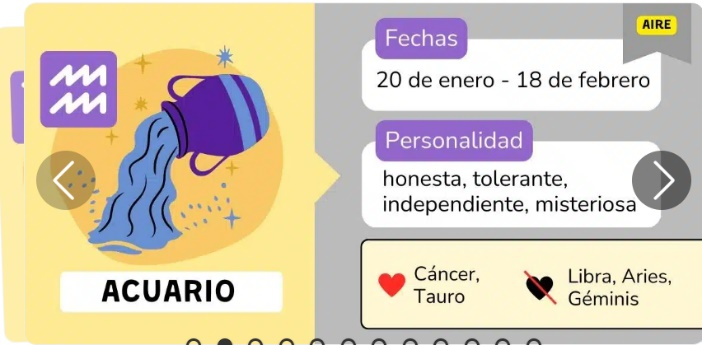 AIRE
Fechas
20 de enero - 18 de febrero
Personalidad
honesta, tolerante,
independiente, misteriosa
ACUARIO
Cáncer,
Tauro
Libra, Aries,
Géminis